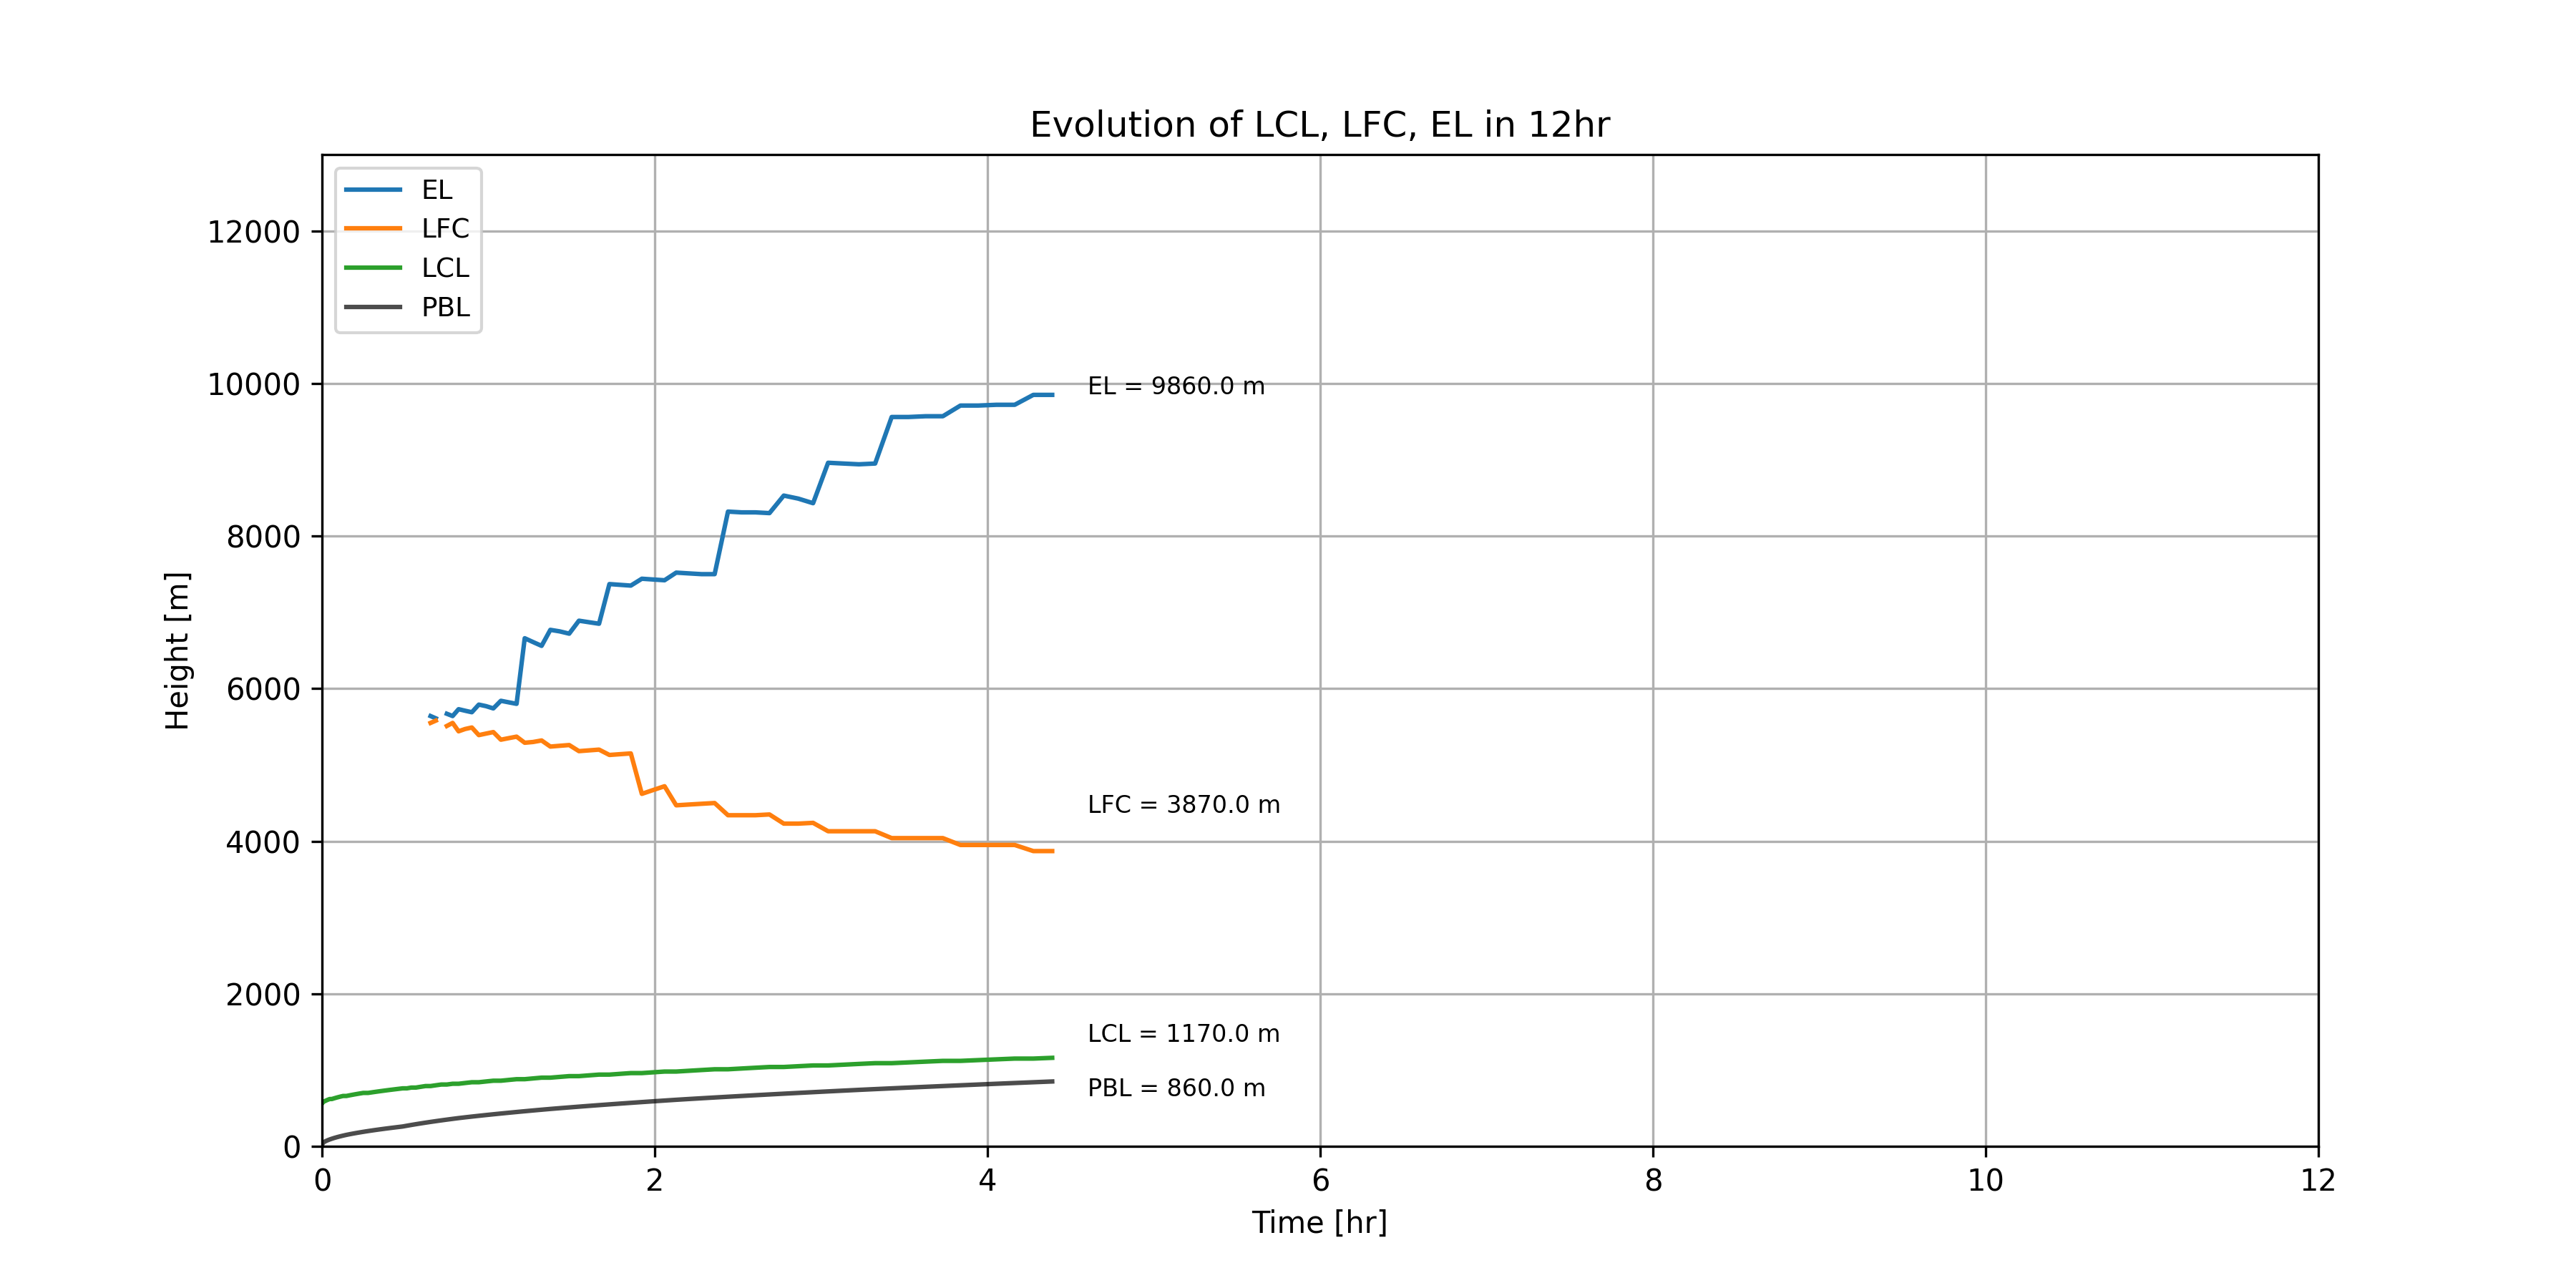 Evolution of LCL, LFC, EL in 12hr
EL
LFC
LCL
PBL
12000
10000
8000
6000
4000
2000
0
Height [m]
EL = 9860.0 m
LFC = 3870.0 m
LCL = 1170.0 m
PBL = 860.0 m
0 2 4 6 8 10 12
Time [hr]